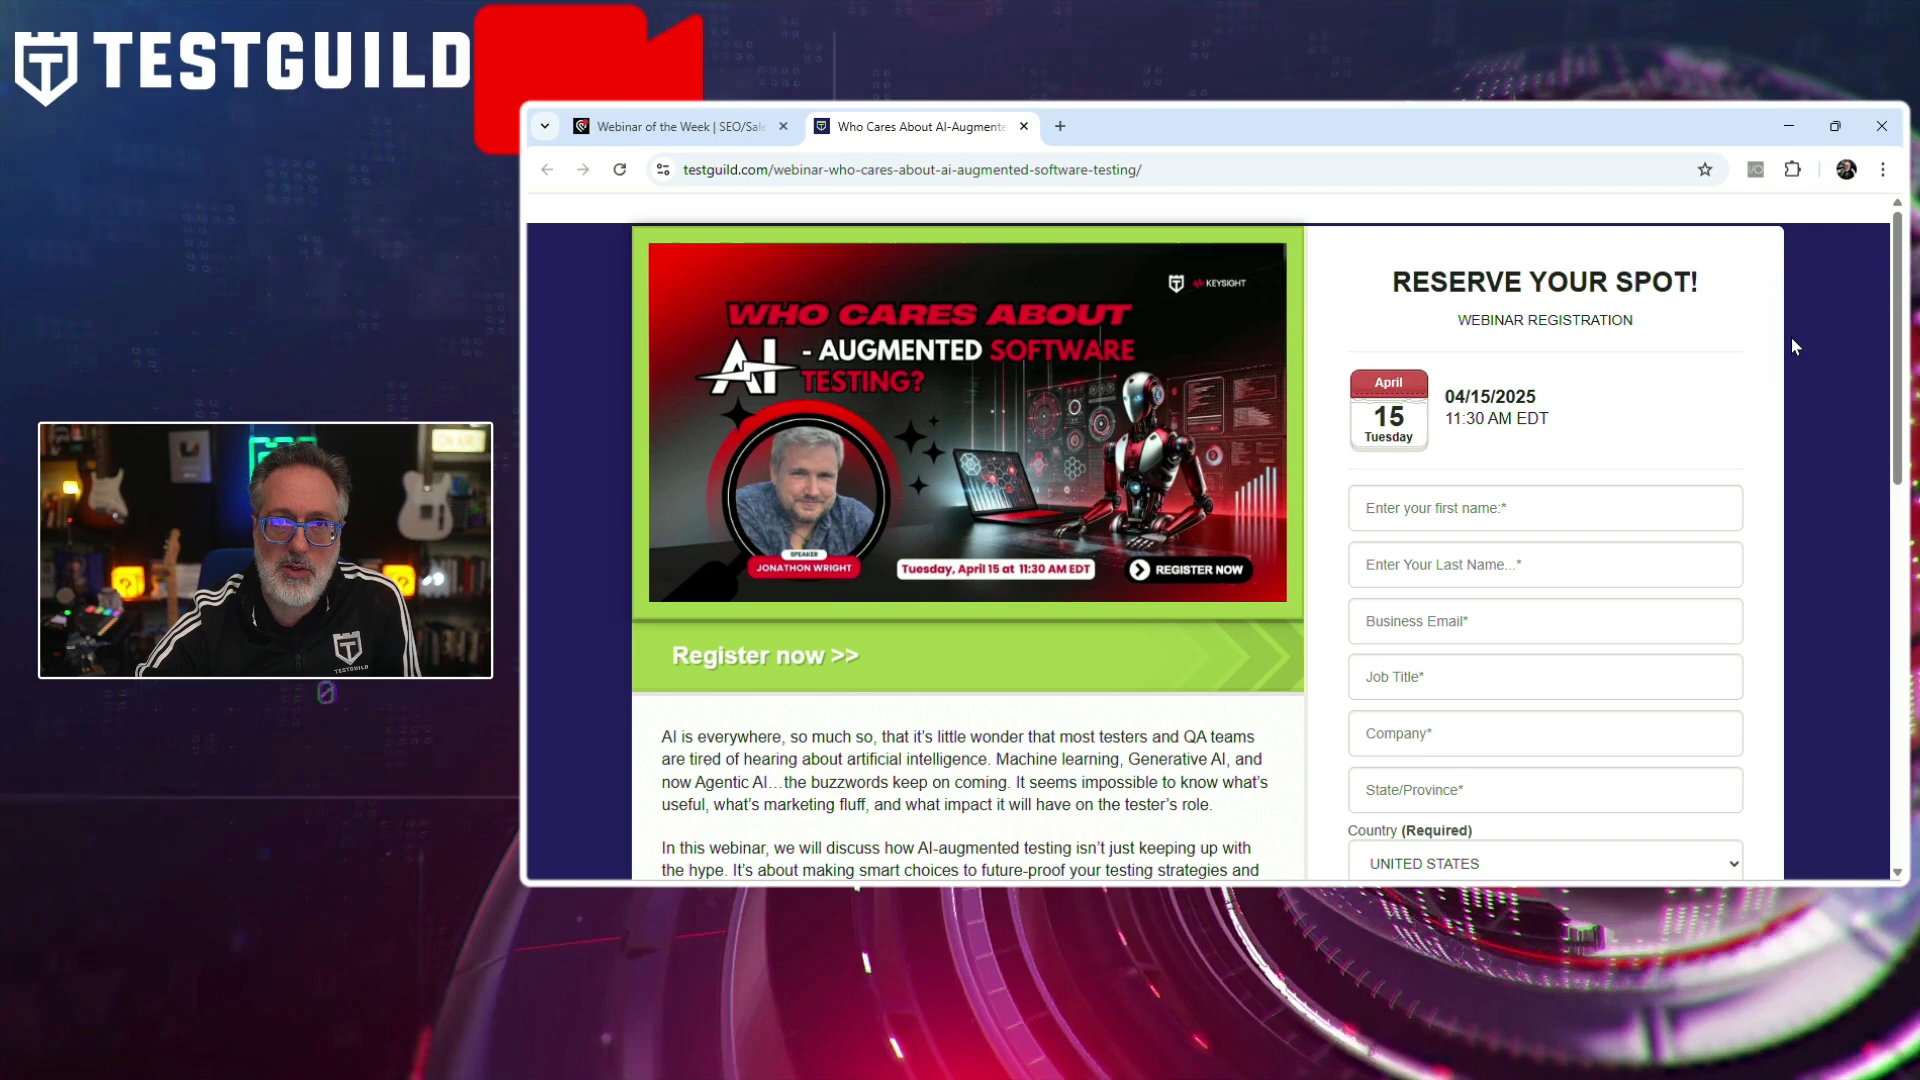 TESTGUILD
Webinar of the Week | SEO/Sale
Who Cares About AI-Augmente
testguild.com/webinar-who-cares-about-ai-augmented-software-testing/
KEYSIGHT
WHO CARES ABOUT
AI - AUGMENTED SOFTWARE
TESTING?
SPEAKER
JONATHON WRIGHT
Tuesday, April 15 at 11:30 AM EDT
REGISTER NOW
Register now >>
AI is everywhere, so much so, that it's little wonder that most testers and QA teams
are tired of hearing about artificial intelligence. Machine learning, Generative AI, and
now Agentic AI…the buzzwords keep on coming. It seems impossible to know what's
useful, what's marketing fluff, and what impact it will have on the tester's role.
In this webinar, we will discuss how AI-augmented testing isn't just keeping up with
the hype. It's about making smart choices to future-proof your testing strategies and
RESERVE YOUR SPOT!
WEBINAR REGISTRATION
April
15
Tuesday
04/15/2025
11:30 AM EDT
Enter your first name:*
Enter Your Last Name...*
Business Email*
Job Title*
Company*
State/Province*
Country (Required)
UNITED STATES
ON AIR
TESTGUILD